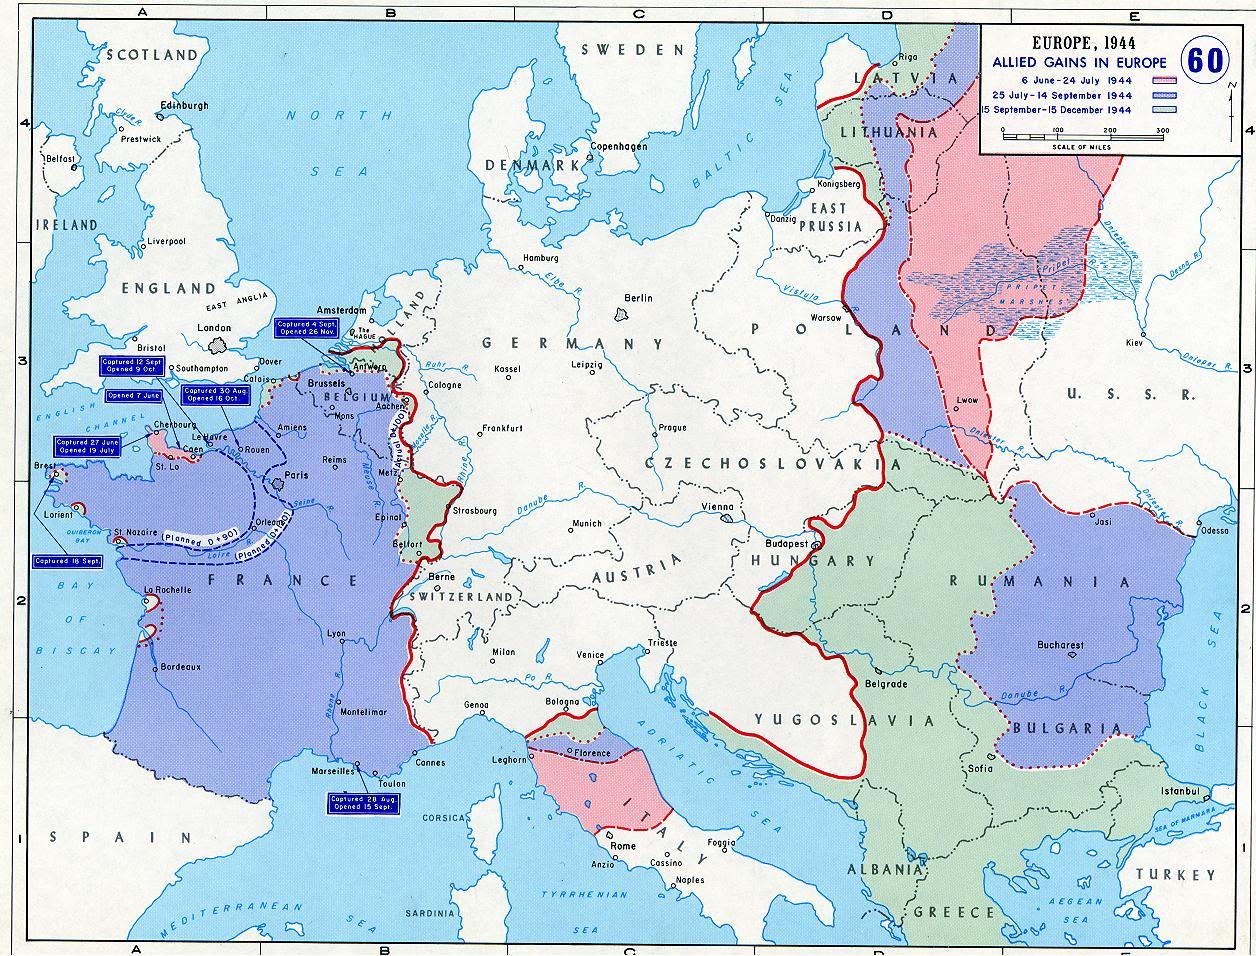 A
B
C
D
E
EUROPE, 1944
ALLIED GAINS IN EUROPE
60
6 June-24 July 1944
25 July-14 September 1944
15 September-15 December 1944
0 100 200 300
SCALE OF MILES
N
4
4
3
3
2
2
1
1
SCOTLAND
Clyde R.
Edinburgh
Prestwick
Belfast
IRELAND
Liverpool
ENGLAND
EAST ANGLIA
London
Bristol
Southampton
Dover
Calais
NORTH
SEA
SWEDEN
DENMARK
Copenhagen
BALTIC SEA
Riga
LATVIA
LITHUANIA
Konigsberg
Danzig
EAST
PRUSSIA
Hamburg
Elbe R.
Berlin
Vistula R.
Warsaw
POLAND
Pripet R.
PRIPET
MARSHES
Dnieper R.
Desna R.
Kiev
Dnieper R.
U. S. S. R.
Amsterdam
The
HAGUE
HOLLAND
GERMANY
Captured 4 Sept.
Opened 26 Nov.
Antwerp
Brussels
BELGIUM
Mons
Aachen
Ruhr R.
Cologne
Kassel
Leipzig
Captured 12 Sept
Opened 9 Oct.
Opened 7 June
Captured 30 Aug.
Opened 16 Oct.
Captured 27 June
Opened 19 July
ENGLISH
CHANNEL
Cherbourg
Le Havre
Caen
St. Lo
Rouen
Amiens
Reims
Paris
Seine R.
Meuse R.
Metz
(Actual D+100)
Moselle R.
Rhine R.
Frankfurt
Prague
Lwow
Dniester R.
CZECHOSLOVAKIA
Brest
Lorient
QUIBERON
BAY
St. Nazaire
Captured 18 Sept.
(Planned D+90)
(Planned D+120)
Orleans
Loire R.
Epinal
Strasbourg
Belfort
Danube R.
Munich
Vienna
Budapest
HUNGARY
AUSTRIA
Jasi
Dniester R.
Odessa
BAY
OF
BISCAY
FRANCE
La Rochelle
Bordeaux
Lyon
Rhone R.
Montelimar
Berne
SWITZERLAND
Milan
Venice
Trieste
Po R.
Genoa
Bologna
RUMANIA
Bucharest
Belgrade
Danube R.
YUGOSLAVIA
BULGARIA
Sofia
BLACK SEA
Leghorn
Florence
ADRIATIC SEA
Cannes
Marseilles
Toulon
Captured 28 Aug.
Opened 15 Sept.
CORSICA
ITALY
Rome
Anzio
Cassino
Foggia
Naples
Istanbul
SEA OF MARMARA
SPAIN
ALBANIA
TURKEY
GREECE
AEGEAN
SEA
MEDITERRANEAN SEA
SARDINIA
TYRRHENIAN
SEA
A
B
C
D
E